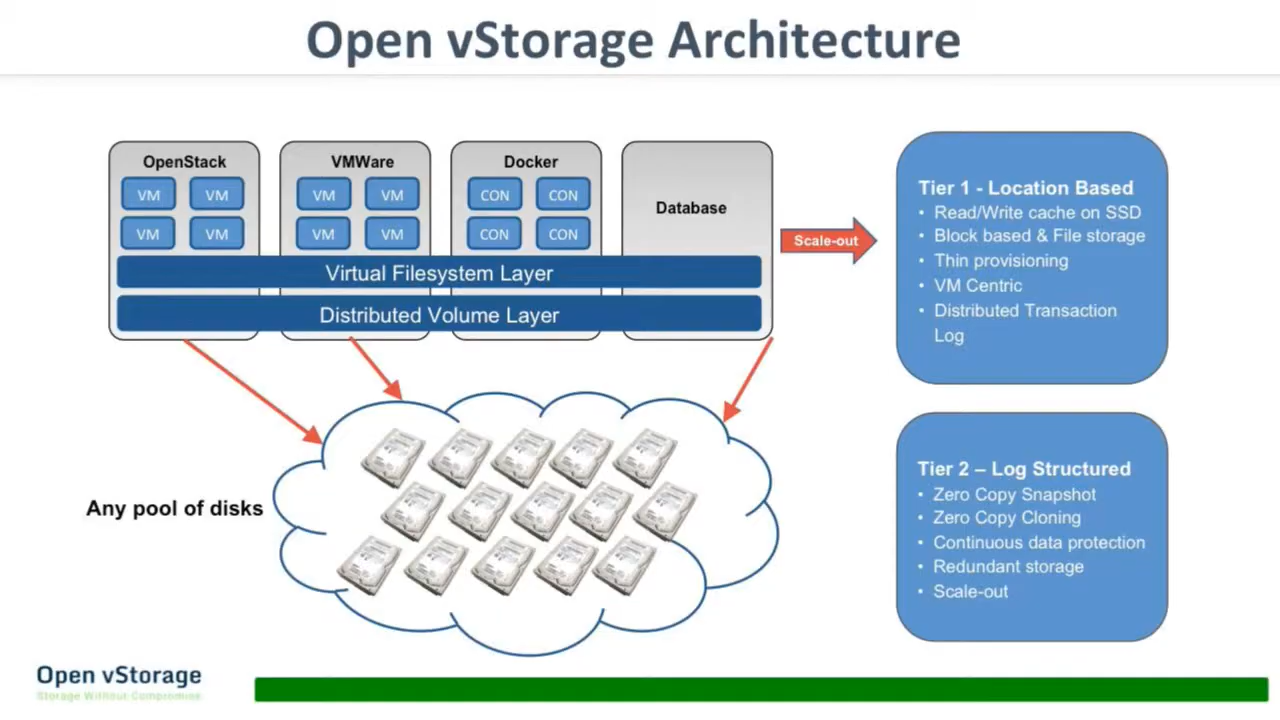 Open vStorage Architecture
OpenStack
VM VM
VM VM
VMWare
VM VM
VM VM
Docker
CON CON
CON CON
Database
Virtual Filesystem Layer
Distributed Volume Layer
Scale-out
Tier 1 - Location Based
• Read/Write cache on SSD
• Block based & File storage
• Thin provisioning
• VM Centric
• Distributed Transaction
Log
Any pool of disks
Tier 2 – Log Structured
• Zero Copy Snapshot
• Zero Copy Cloning
• Continuous data protection
• Redundant storage
• Scale-out
Open vStorage
Storage Without Compromise